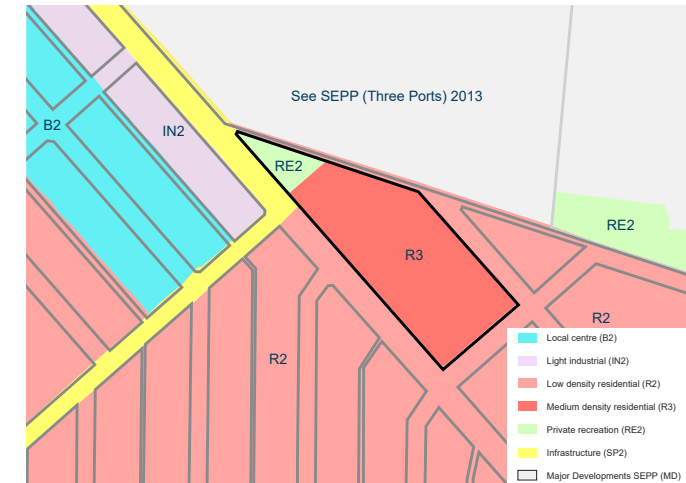 See SEPP (Three Ports) 2013
B2
IN2
RE2
RE2
R3
R2
R2
Local centre (B2)
Light industrial (IN2)
Low density residential (R2)
Medium density residential (R3)
Private recreation (RE2)
Infrastructure (SP2)
Major Developments SEPP (MD)